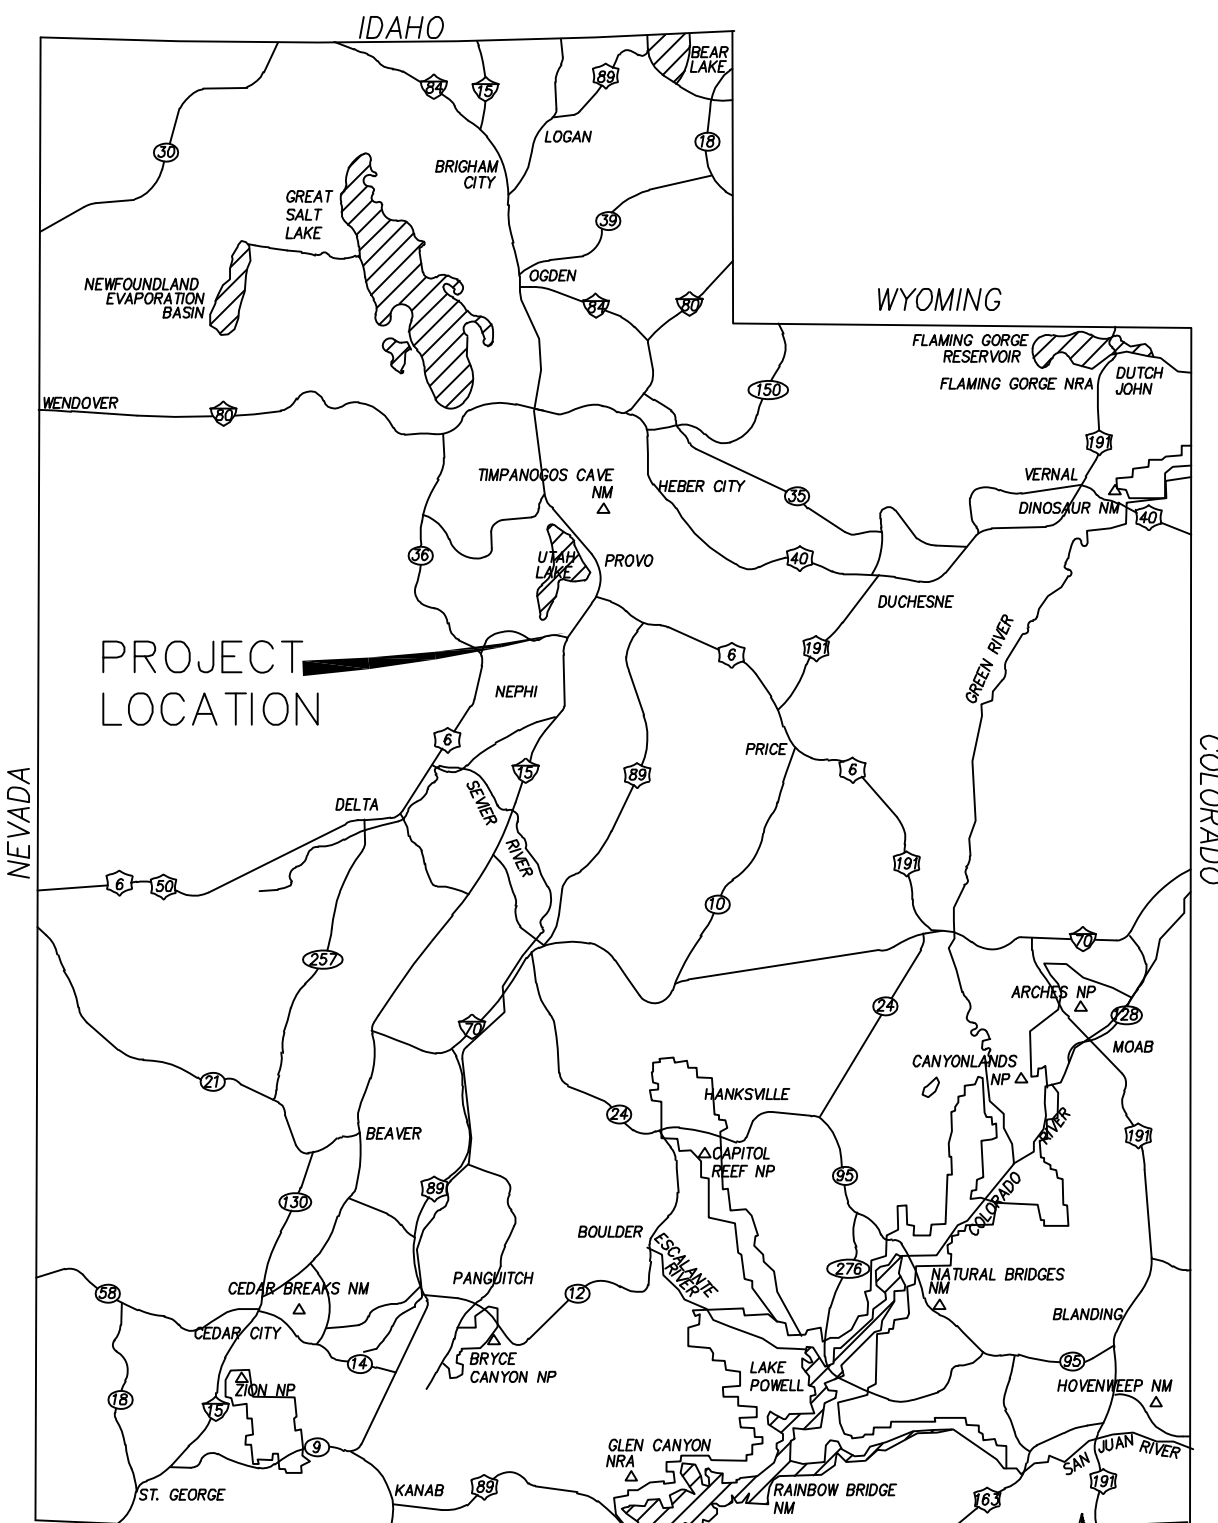 IDAHO
BEAR
LAKE
84
15
89
LOGAN
18
30
BRIGHAM
CITY
GREAT
SALT
LAKE
39
OGDEN
NEWFOUNDLAND
EVAPORATION
BASIN
84
80
WYOMING
FLAMING GORGE
RESERVOIR
FLAMING GORGE NRA
DUTCH
JOHN
150
WENDOVER
80
191
TIMPANOGOS CAVE
NM
HEBER CITY
35
VERNAL
DINOSAUR NM
40
36
UTAH
LAKE
PROVO
40
DUCHESNE
GREEN RIVER
PROJECT
LOCATION
6
191
NEPHI
6
15
89
PRICE
6
NEVADA
COLORADO
DELTA
SEVIER
RIVER
6
50
191
10
257
70
70
24
ARCHES NP
128
MOAB
CANYONLANDS
NP
21
HANKSVILLE
24
BEAVER
RIVER
191
CAPITOL
REEF NP
95
130
89
COLORADO
BOULDER
ESCALANTE
RIVER
276
NATURAL BRIDGES
NM
58
CEDAR BREAKS NM
PANGUITCH
12
BLANDING
CEDAR CITY
14
BRYCE
CANYON NP
LAKE
POWELL
95
HOVENWEEP NM
ZION NP
18
15
9
GLEN CANYON
NRA
SAN JUAN RIVER
ST. GEORGE
KANAB
89
RAINBOW BRIDGE
NM
163
191